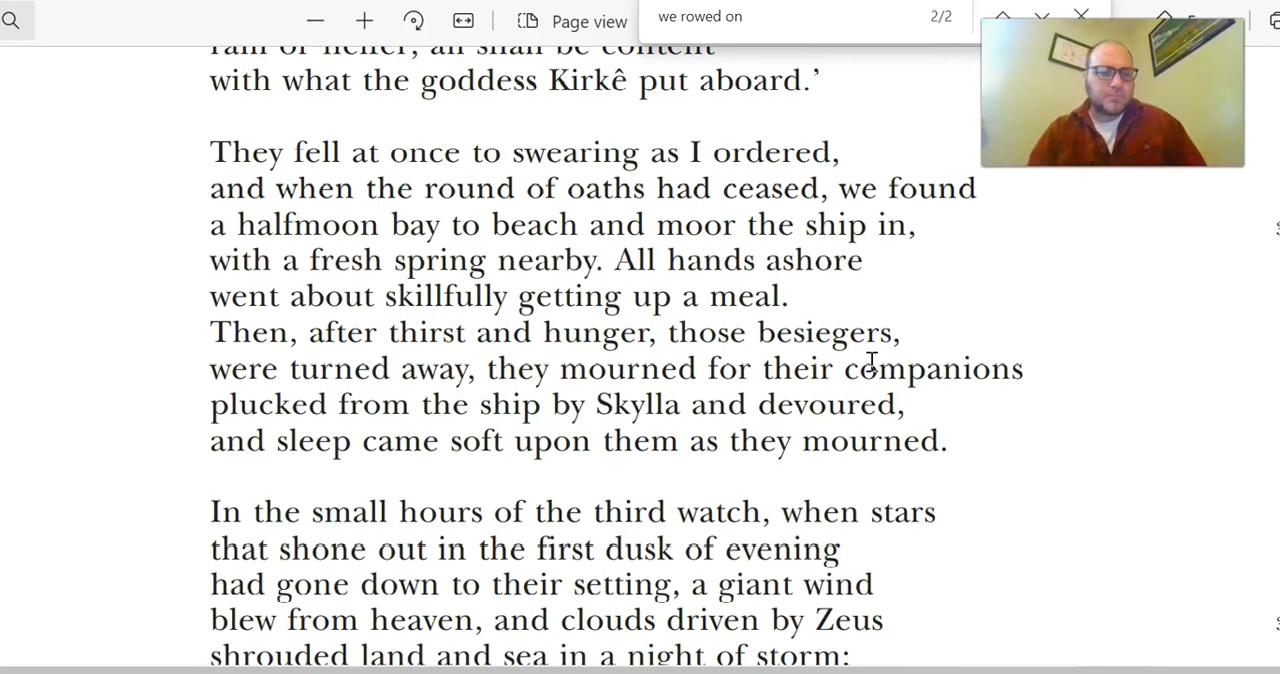 Page view
we rowed on
2/2
with what the goddess Kirkê put aboard.’
They fell at once to swearing as I ordered,
and when the round of oaths had ceased, we found
a halfmoon bay to beach and moor the ship in,
with a fresh spring nearby. All hands ashore
went about skillfully getting up a meal.
Then, after thirst and hunger, those besiegers,
were turned away, they mourned for their companions
plucked from the ship by Skylla and devoured,
and sleep came soft upon them as they mourned.
In the small hours of the third watch, when stars
that shone out in the first dusk of evening
had gone down to their setting, a giant wind
blew from heaven, and clouds driven by Zeus
shrouded land and sea in a night of storm;